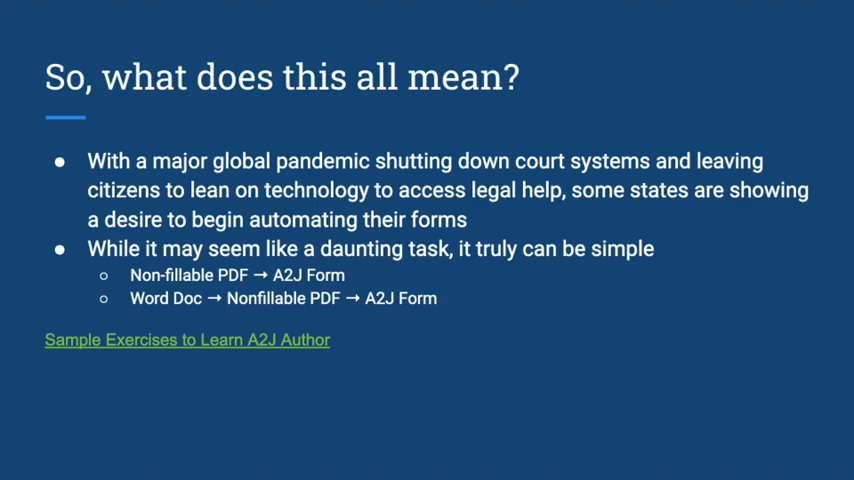 So, what does this all mean?
● With a major global pandemic shutting down court systems and leaving
citizens to lean on technology to access legal help, some states are showing
a desire to begin automating their forms
● While it may seem like a daunting task, it truly can be simple
○ Non-fillable PDF → A2J Form
○ Word Doc → Nonfillable PDF → A2J Form
Sample Exercises to Learn A2J Author